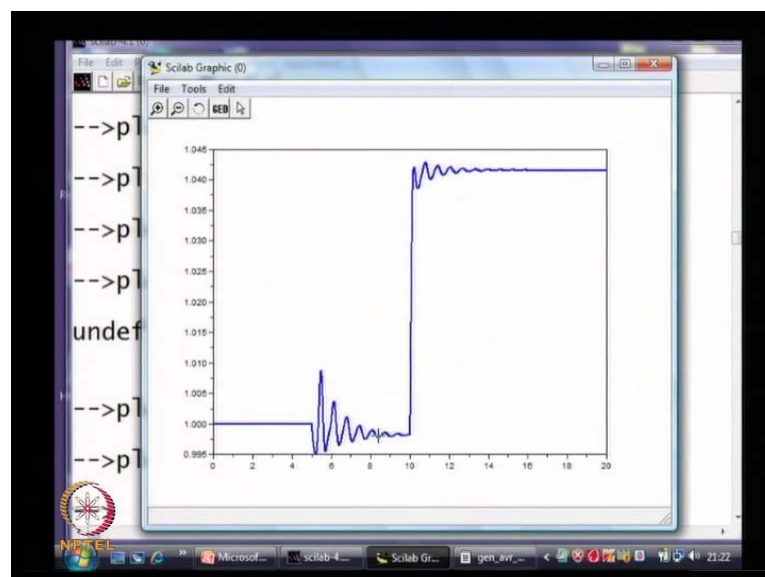 scilab-4.1 (0)
File Edit
Scilab Graphic (0)
File Tools Edit
GED
-->pl
-->pl
-->pl
-->pl
undef
-->pl
-->pl
1.045
1.040
1.035
1.030
1.025
1.020
1.015
1.010
1.005
1.000
0.995
0 2 4 6 8 10 12 14 16 18 20
NPTEL
Microsof... scilab-4.... Scilab Gr... gen_avr_... 21:22